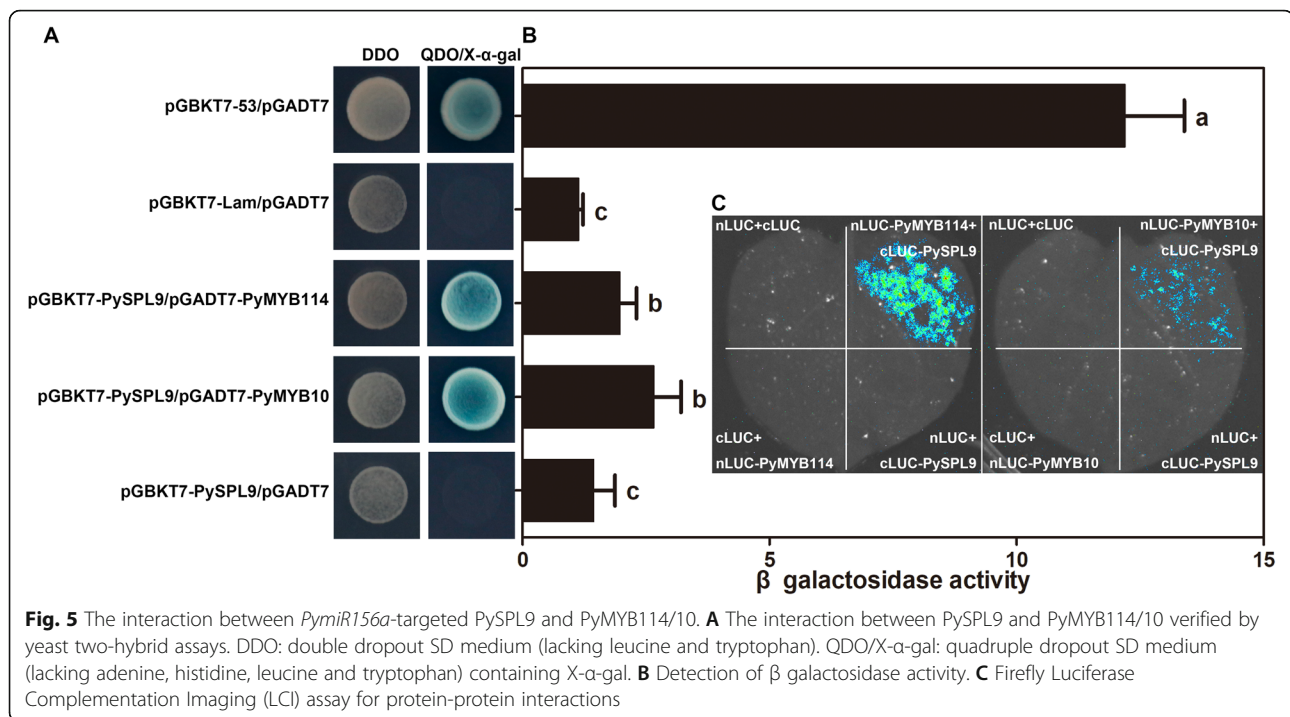 A
B
DDO
QDO/X-α-gal
pGBKT7-53/pGADT7
a
pGBKT7-Lam/pGADT7
c
pGBKT7-PySPL9/pGADT7-PyMYB114
b
pGBKT7-PySPL9/pGADT7-PyMYB10
b
pGBKT7-PySPL9/pGADT7
c
C
nLUC+cLUC
nLUC-PyMYB114+
cLUC-PySPL9
nLUC+cLUC
nLUC-PyMYB10+
cLUC-PySPL9
cLUC+
nLUC-PyMYB114
nLUC+
cLUC-PySPL9
cLUC+
nLUC-PyMYB10
nLUC+
cLUC-PySPL9
0
5
10
15
β galactosidase activity
Fig. 5 The interaction between PymiR156a-targeted PySPL9 and PyMYB114/10. A The interaction between PySPL9 and PyMYB114/10 verified by
yeast two-hybrid assays. DDO: double dropout SD medium (lacking leucine and tryptophan). QDO/X-α-gal: quadruple dropout SD medium
(lacking adenine, histidine, leucine and tryptophan) containing X-α-gal. B Detection of β galactosidase activity. C Firefly Luciferase
Complementation Imaging (LCI) assay for protein-protein interactions